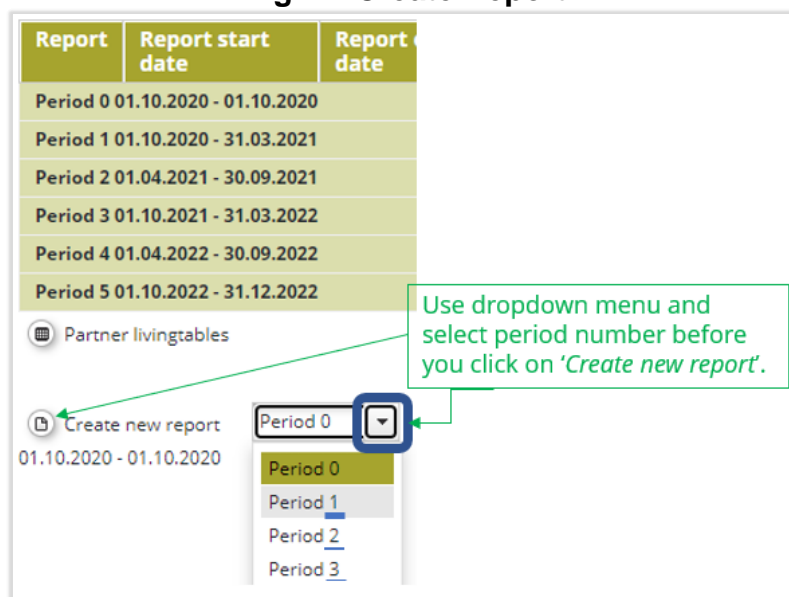 Report Report start date Report date
Period 0 01.10.2020 - 01.10.2020
Period 1 01.10.2020 - 31.03.2021
Period 2 01.04.2021 - 30.09.2021
Period 3 01.10.2021 - 31.03.2022
Period 4 01.04.2022 - 30.09.2022
Period 5 01.10.2022 - 31.12.2022
Partner livingtables
Use dropdown menu and
select period number before
you click on ‘Create new report’.
Create new report Period 0
01.10.2020 - 01.10.2020
Period 0
Period 1
Period 2
Period 3